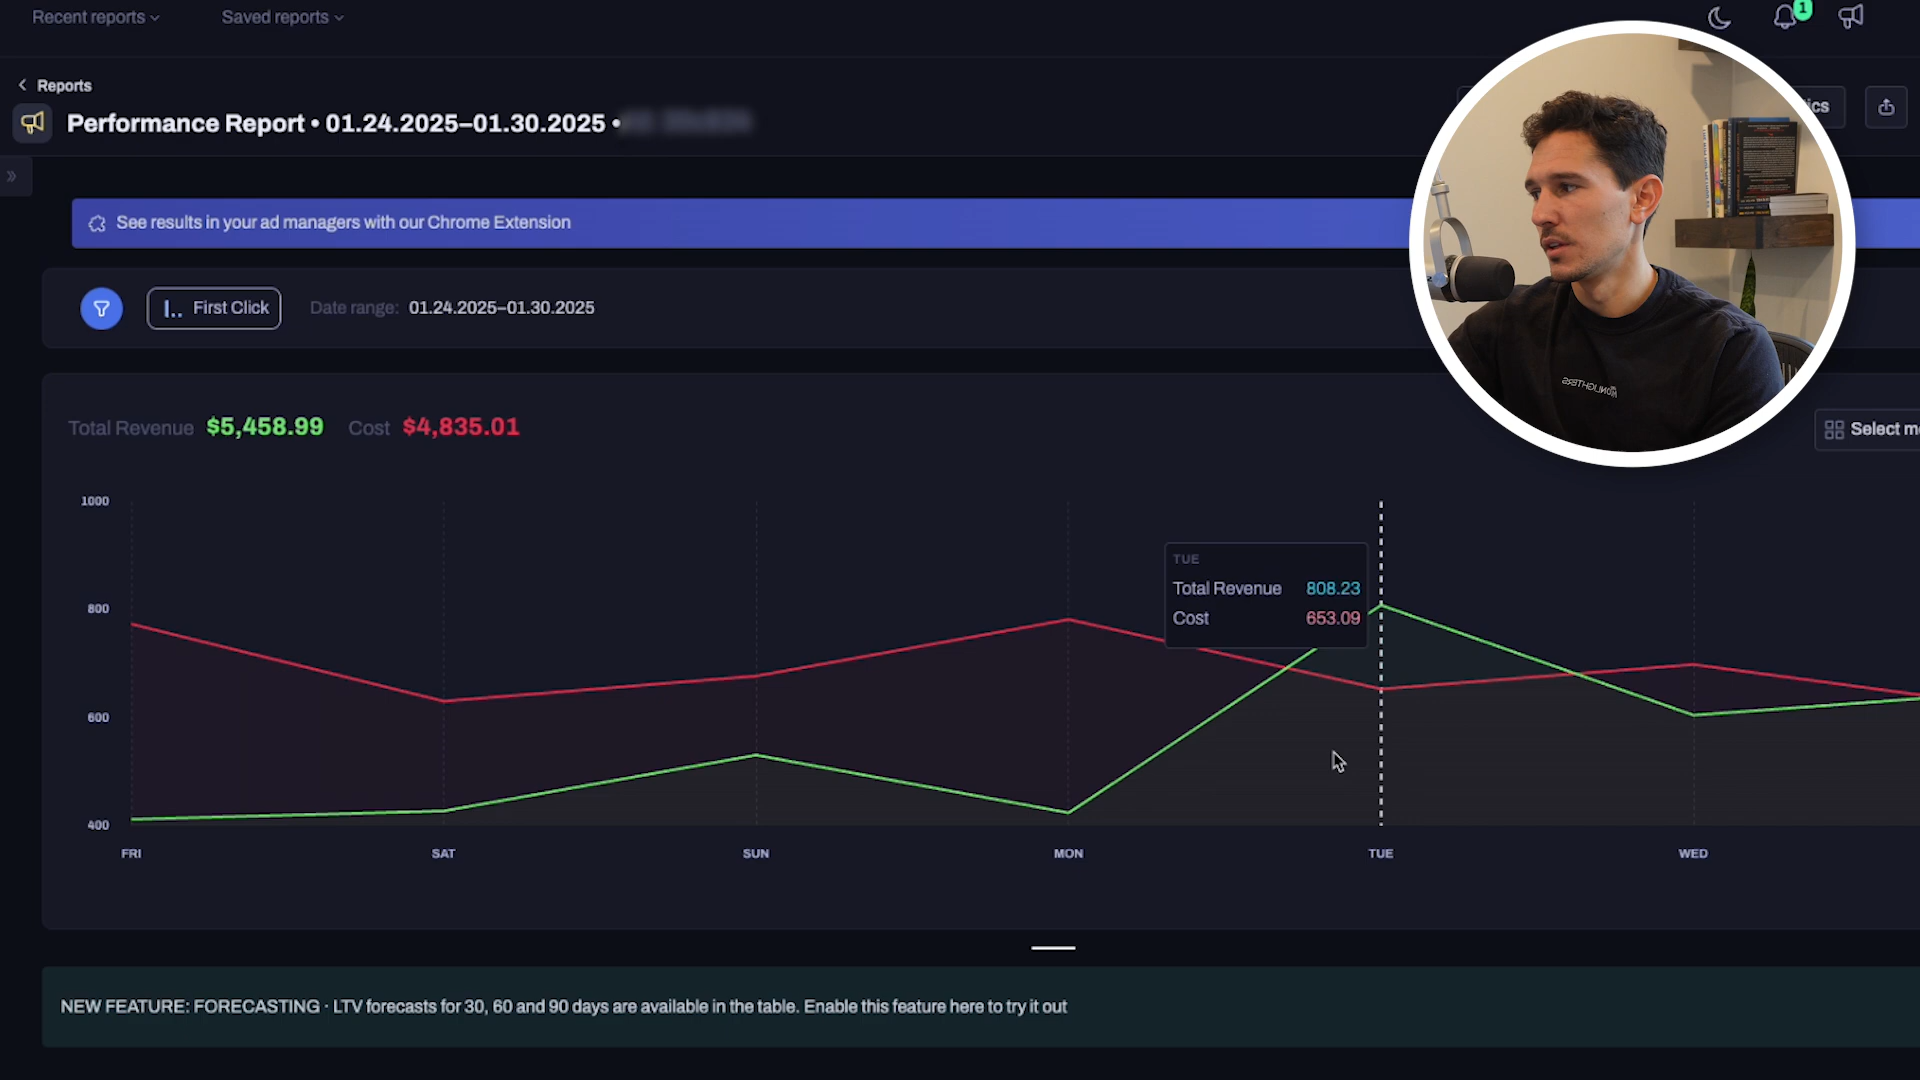 Recent reports
Saved reports
1
Reports
Performance Report • 01.24.2025–01.30.2025 •
See results in your ad managers with our Chrome Extension
First Click
Date range: 01.24.2025–01.30.2025
Total Revenue $5,458.99 Cost $4,835.01
Select
1000
800
600
400
TUE
Total Revenue 808.23
Cost 653.09
FRI SAT SUN MON TUE WED
NEW FEATURE: FORECASTING · LTV forecasts for 30, 60 and 90 days are available in the table. Enable this feature here to try it out